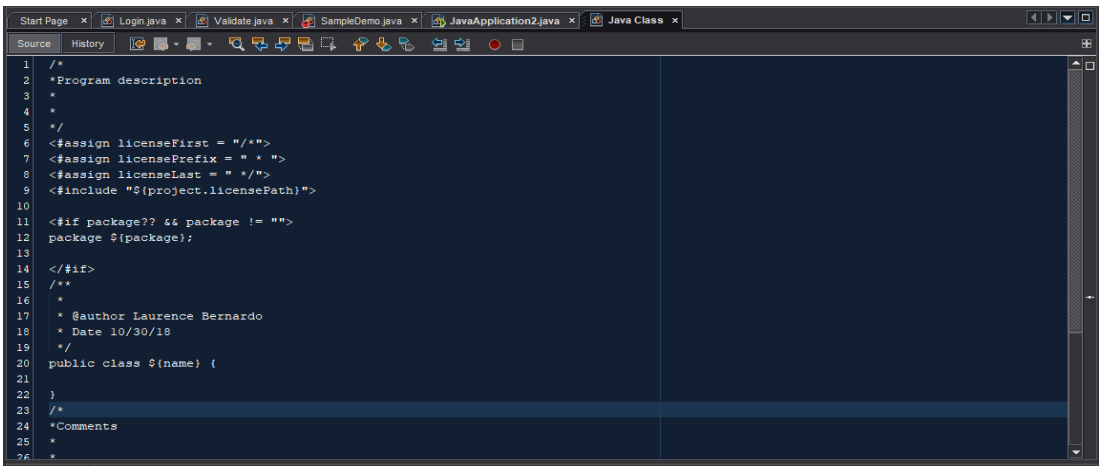 Start Page Login.java Validate.java SampleDemo.java JavaApplication2.java Java Class
Source History
1 /*
2 *Program description
3 *
4 *
5 */
6 <#assign licenseFirst = "/*">
7 <#assign licensePrefix = " * ">
8 <#assign licenseLast = " */">
9 <#include "${project.licensePath}">
10
11 <#if package?? && package != "">
12 package ${package};
13
14 </#if>
15 /**
16 *
17 * @author Laurence Bernardo
18 * Date 10/30/18
19 */
20 public class ${name} {
21
22 }
23 /*
24 *Comments
25 *
26 *